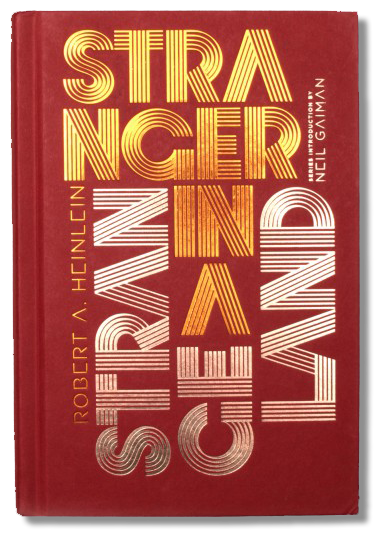 STRA
NGER
IN A
STRAN
GE
LAND
ROBERT A. HEINLEIN
SERIES INTRODUCTION BY
NEIL GAIMAN